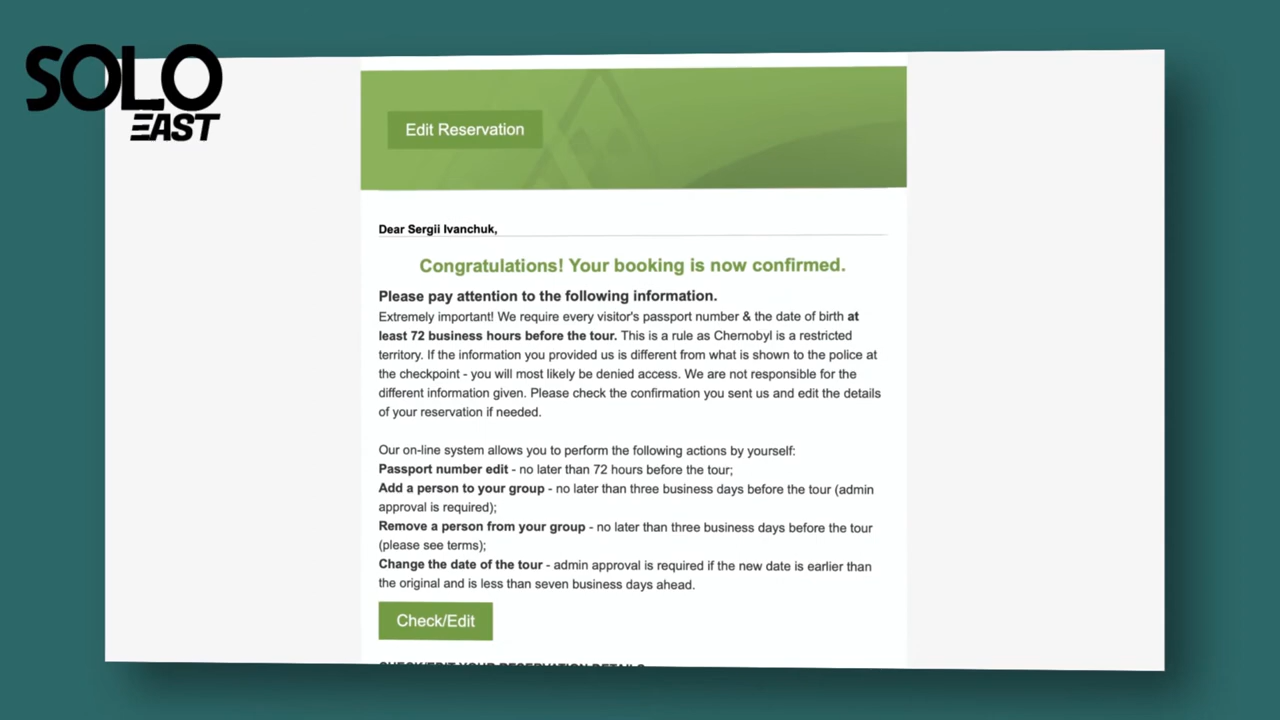 SOLO
EAST
Edit Reservation
Dear Sergii Ivanchuk,
Congratulations! Your booking is now confirmed.
Please pay attention to the following information.
Extremely important! We require every visitor's passport number & the date of birth at
least 72 business hours before the tour. This is a rule as Chernobyl is a restricted
territory. If the information you provided us is different from what is shown to the police at
the checkpoint - you will most likely be denied access. We are not responsible for the
different information given. Please check the confirmation you sent us and edit the details
of your reservation if needed.
Our on-line system allows you to perform the following actions by yourself:
Passport number edit - no later than 72 hours before the tour;
Add a person to your group - no later than three business days before the tour (admin
approval is required);
Remove a person from your group - no later than three business days before the tour
(please see terms);
Change the date of the tour - admin approval is required if the new date is earlier than
the original and is less than seven business days ahead.
Check/Edit
CHECK/EDIT YOUR RESERVATION DETAILS